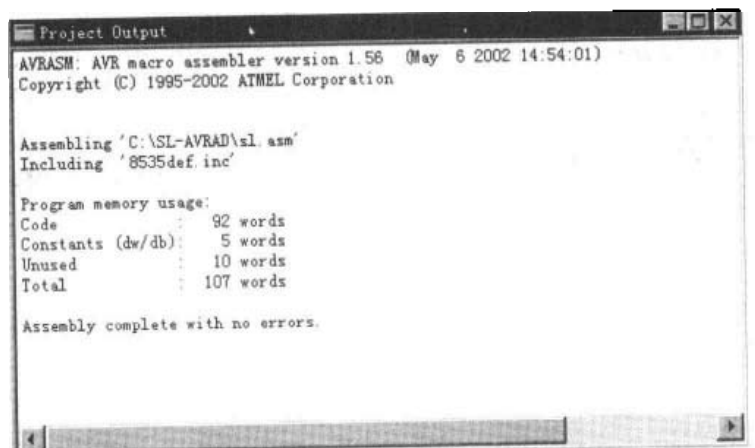 Project Output
AVRASM: AVR macro assembler version 1.56 (May 6 2002 14:54:01)
Copyright (C) 1995-2002 ATMEL Corporation
Assembling 'C:\SL-AVRAD\sl.asm'
Including '8535def.inc'
Program memory usage:
Code : 92 words
Constants (dw/db): 5 words
Unused : 10 words
Total : 107 words
Assembly complete with no errors.